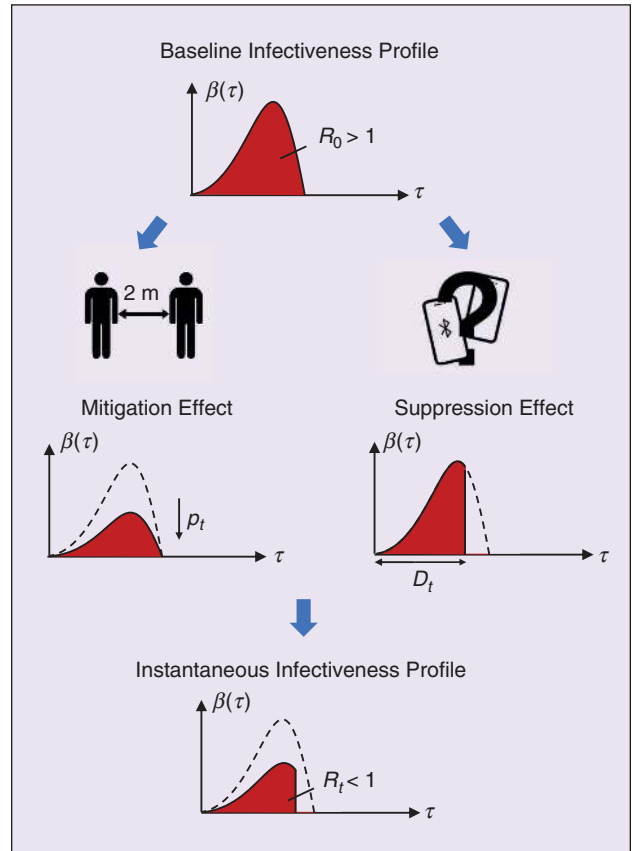 Baseline Infectiveness Profile
β(τ)
R₀ > 1
τ
2 m
?
Mitigation Effect
Suppression Effect
β(τ)
pₜ
τ
β(τ)
Dₜ
τ
Instantaneous Infectiveness Profile
β(τ)
Rₜ < 1
τ